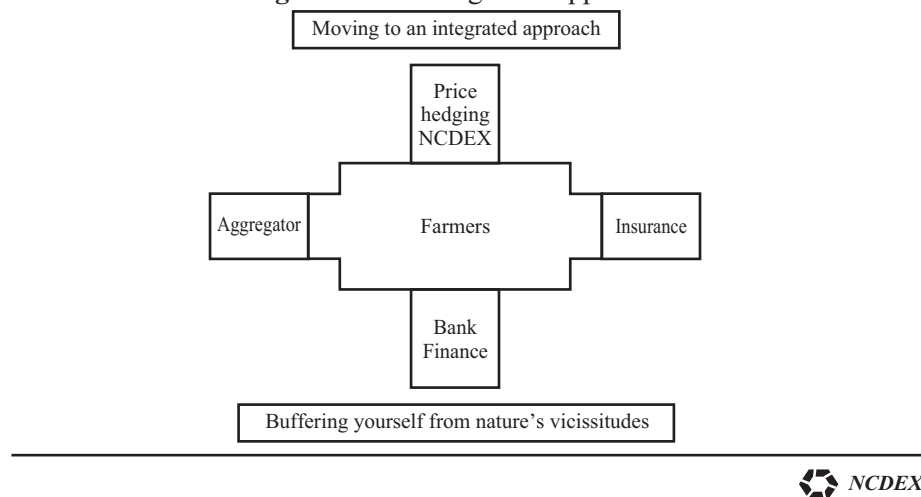 Moving to an integrated approach
Price
hedging
NCDEX
Aggregator
Farmers
Insurance
Bank
Finance
Buffering yourself from nature's vicissitudes
NCDEX